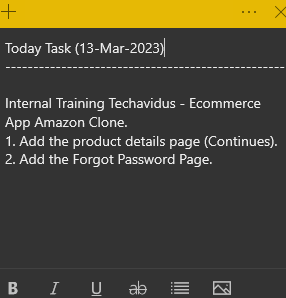 Today Task (13-Mar-2023)
------------------------------------------------
Internal Training Techavidus - Ecommerce
App Amazon Clone.
1. Add the product details page (Continues).
2. Add the Forgot Password Page.
B I U ab